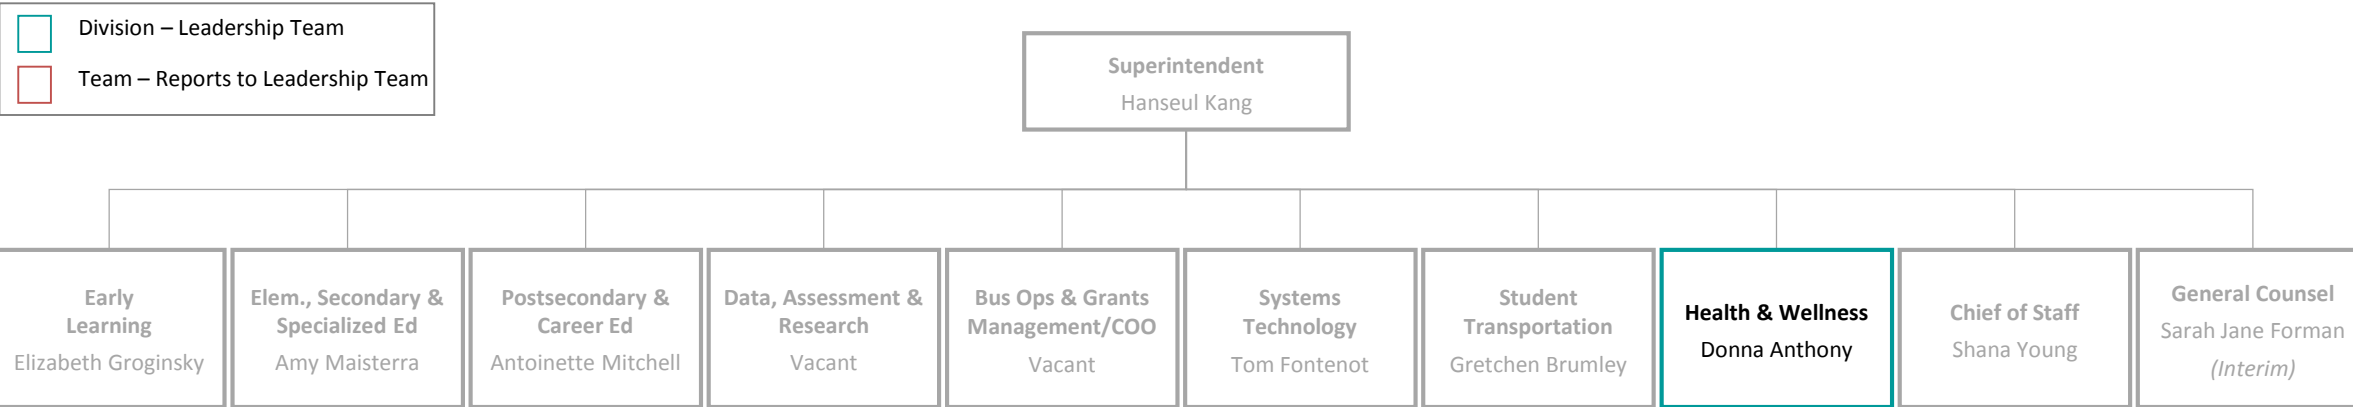 Division – Leadership Team
Team – Reports to Leadership Team
Superintendent
Hanseul Kang
Early
Learning
Elizabeth Groginsky
Elem., Secondary &
Specialized Ed
Amy Maisterra
Postsecondary &
Career Ed
Antoinette Mitchell
Data, Assessment &
Research
Vacant
Bus Ops & Grants
Management/COO
Vacant
Systems
Technology
Tom Fontenot
Student
Transportation
Gretchen Brumley
Health & Wellness
Donna Anthony
Chief of Staff
Shana Young
General Counsel
Sarah Jane Forman
(Interim)